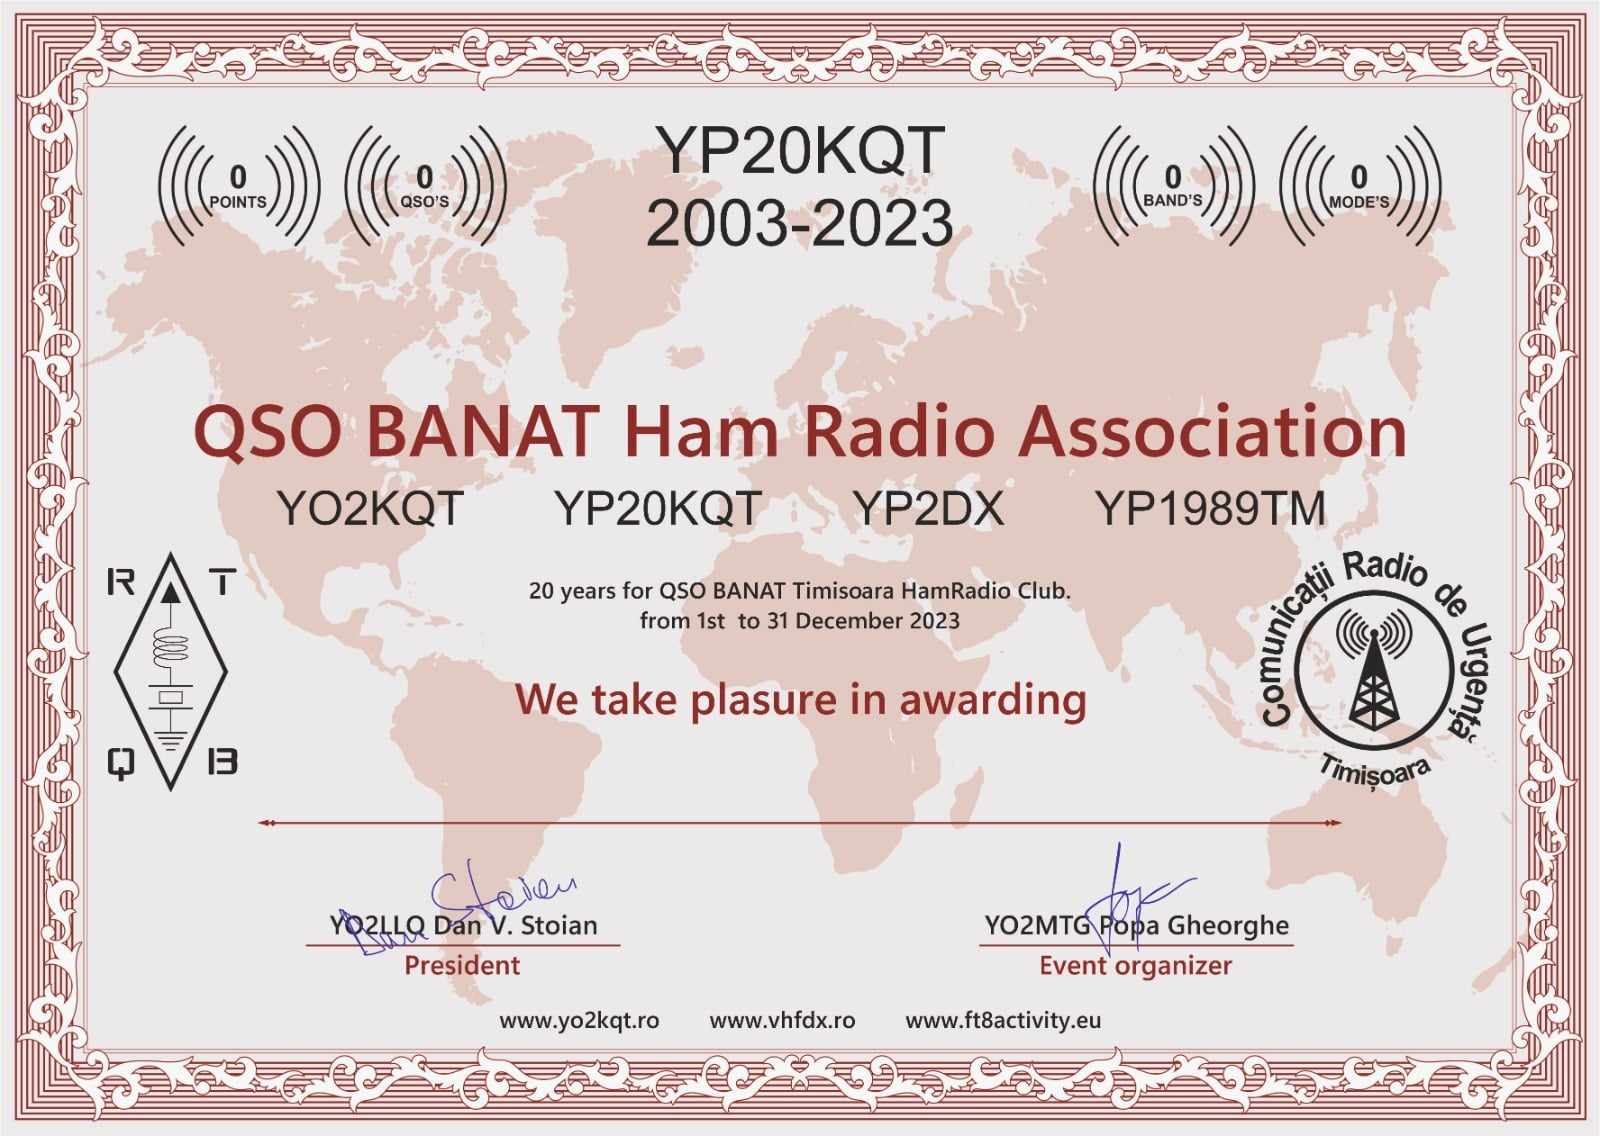 YP20KQT
2003-2023
0
POINTS
0
QSO'S
0
BAND'S
0
MODE'S
QSO BANAT Ham Radio Association
YO2KQT YP20KQT YP2DX YP1989TM
20 years for QSO BANAT Timisoara HamRadio Club.
from 1st to 31 December 2023
We take plasure in awarding
R T
Q B
Comunicații Radio de Urgență
Timișoara
Dan Stoian
YO2LLQ Dan V. Stoian
President
YO2MTG Popa Gheorghe
Event organizer
www.yo2kqt.ro www.vhfdx.ro www.ft8activity.eu